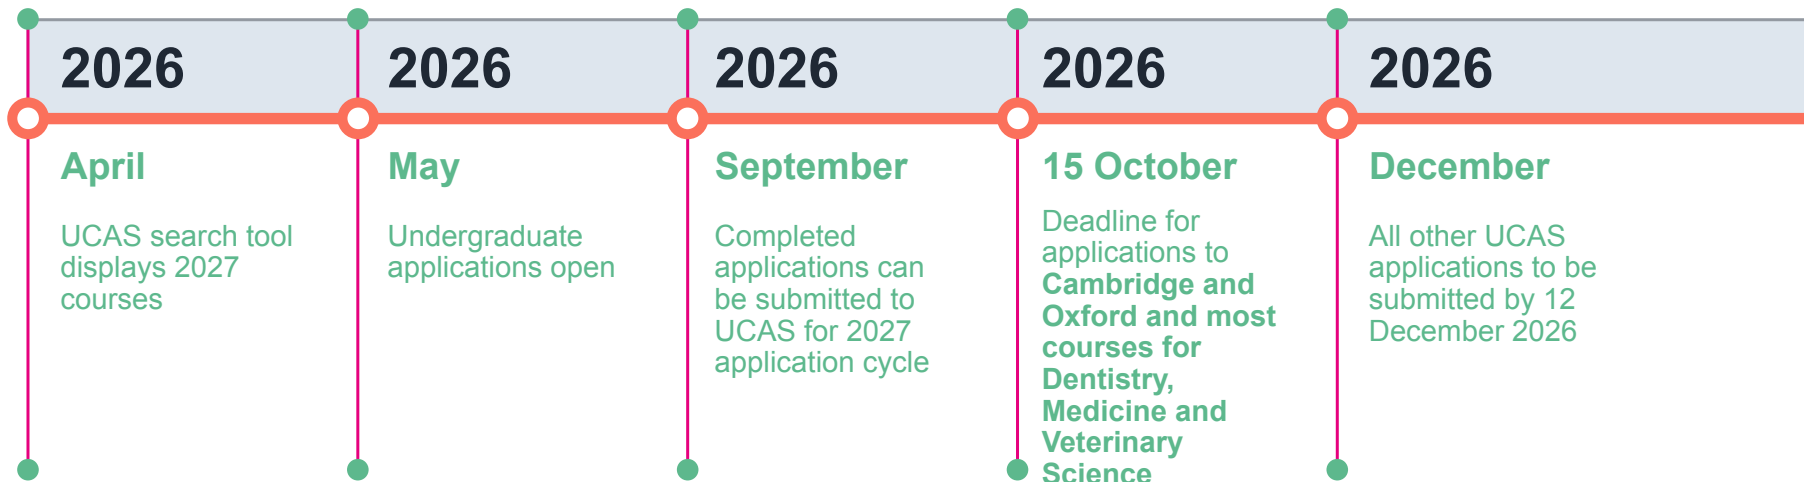 2026
April
UCAS search tool
displays 2027
courses
2026
May
Undergraduate
applications open
2026
September
Completed
applications can
be submitted to
UCAS for 2027
application cycle
2026
15 October
Deadline for
applications to
Cambridge and
Oxford and most
courses for
Dentistry,
Medicine and
Veterinary
Science
2026
December
All other UCAS
applications to be
submitted by 12
December 2026